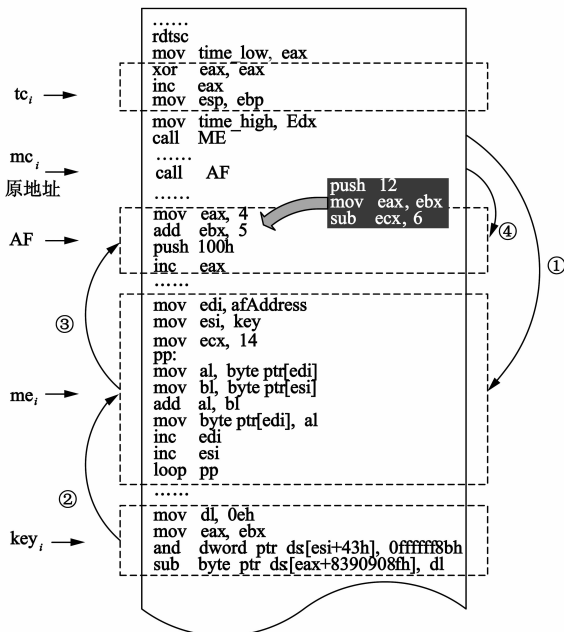 ……
rdtsc
mov time_low, eax
xor eax, eax
inc eax
mov esp, ebp
tcᵢ
mov time_high, Edx
call ME
……
mcᵢ
原地址
call AF
……
push 12
mov eax, ebx
sub ecx, 6
④
①
mov eax, 4
add ebx, 5
push 100h
inc eax
AF
……
③
mov edi, afAddress
mov esi, key
mov ecx, 14
pp:
mov al, byte ptr[edi]
mov bl, byte ptr[esi]
add al, bl
mov byte ptr[edi], al
inc edi
inc esi
loop pp
meᵢ
②
……
mov dl, 0eh
mov eax, ebx
and dword ptr ds[esi+43h], 0ffffff8bh
sub byte ptr ds[eax+8390908fh], dl
keyᵢ